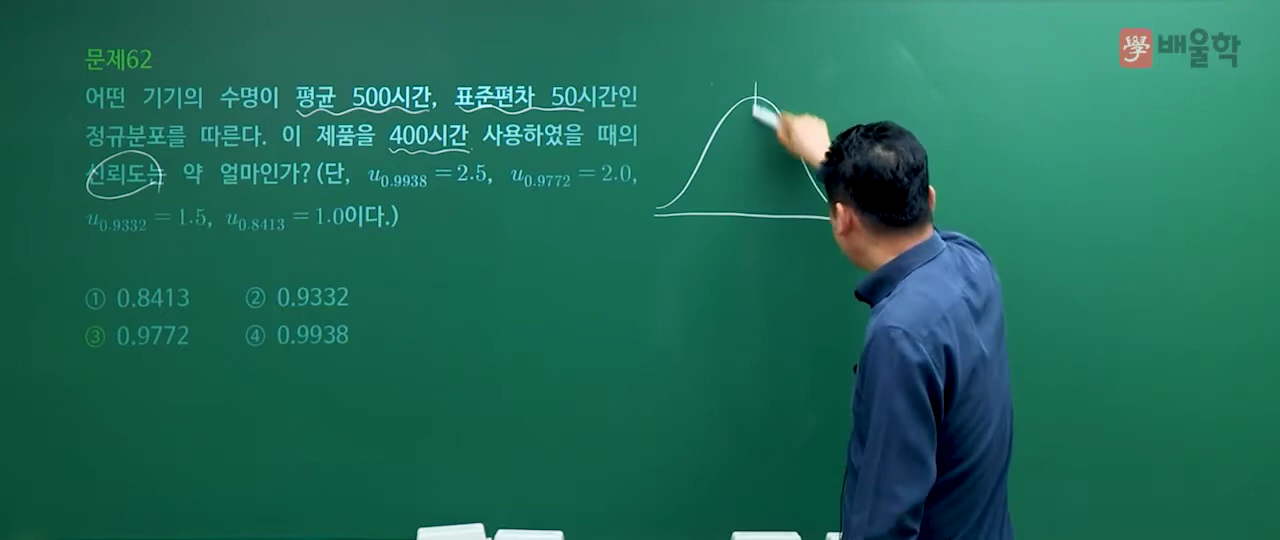 學 배울학
문제62
어떤 기기의 수명이 평균 500시간, 표준편차 50시간인
정규분포를 따른다. 이 제품을 400시간 사용하였을 때의
신뢰도는 약 얼마인가? (단, u₀.₉₉₃₈ = 2.5, u₀.₉₇₇₂ = 2.0,
u₀.₉₃₃₂ = 1.5, u₀.₈₄₁₃ = 1.0이다.)
① 0.8413 ② 0.9332
③ 0.9772 ④ 0.9938